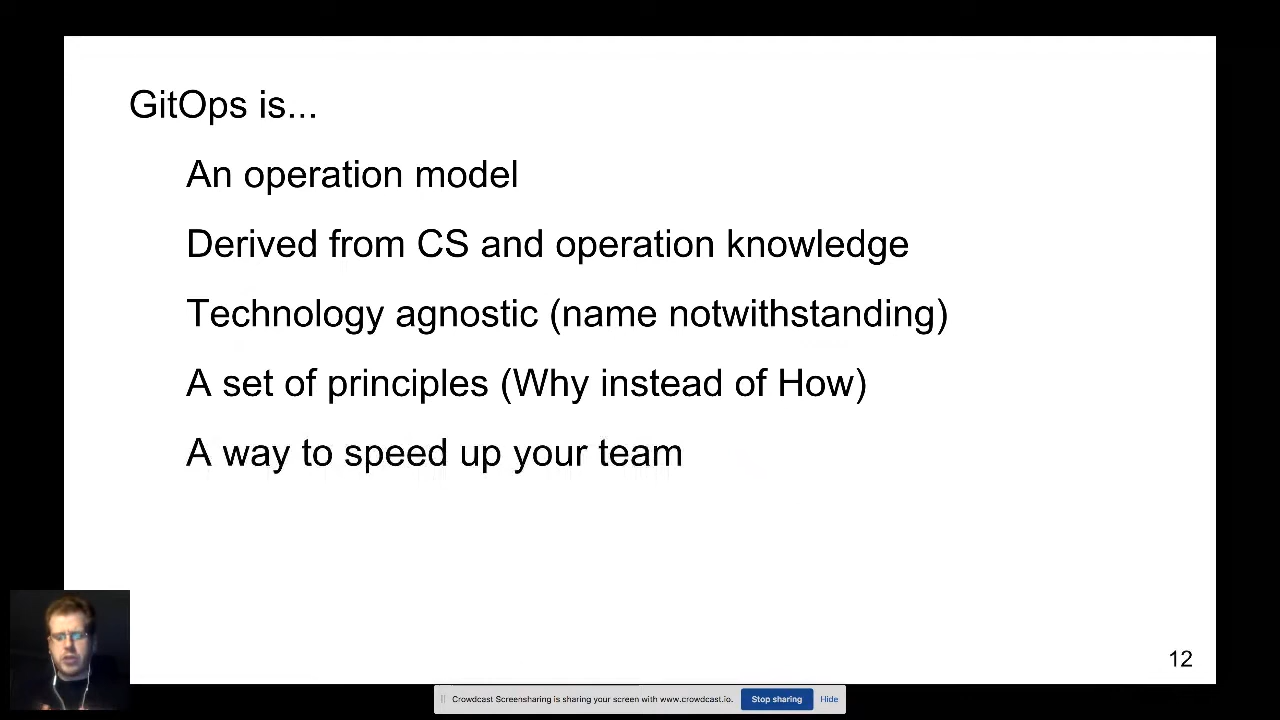 GitOps is...
An operation model
Derived from CS and operation knowledge
Technology agnostic (name notwithstanding)
A set of principles (Why instead of How)
A way to speed up your team
12
Crowdcast Screensharing is sharing your screen with www.crowdcast.io. Stop sharing Hide